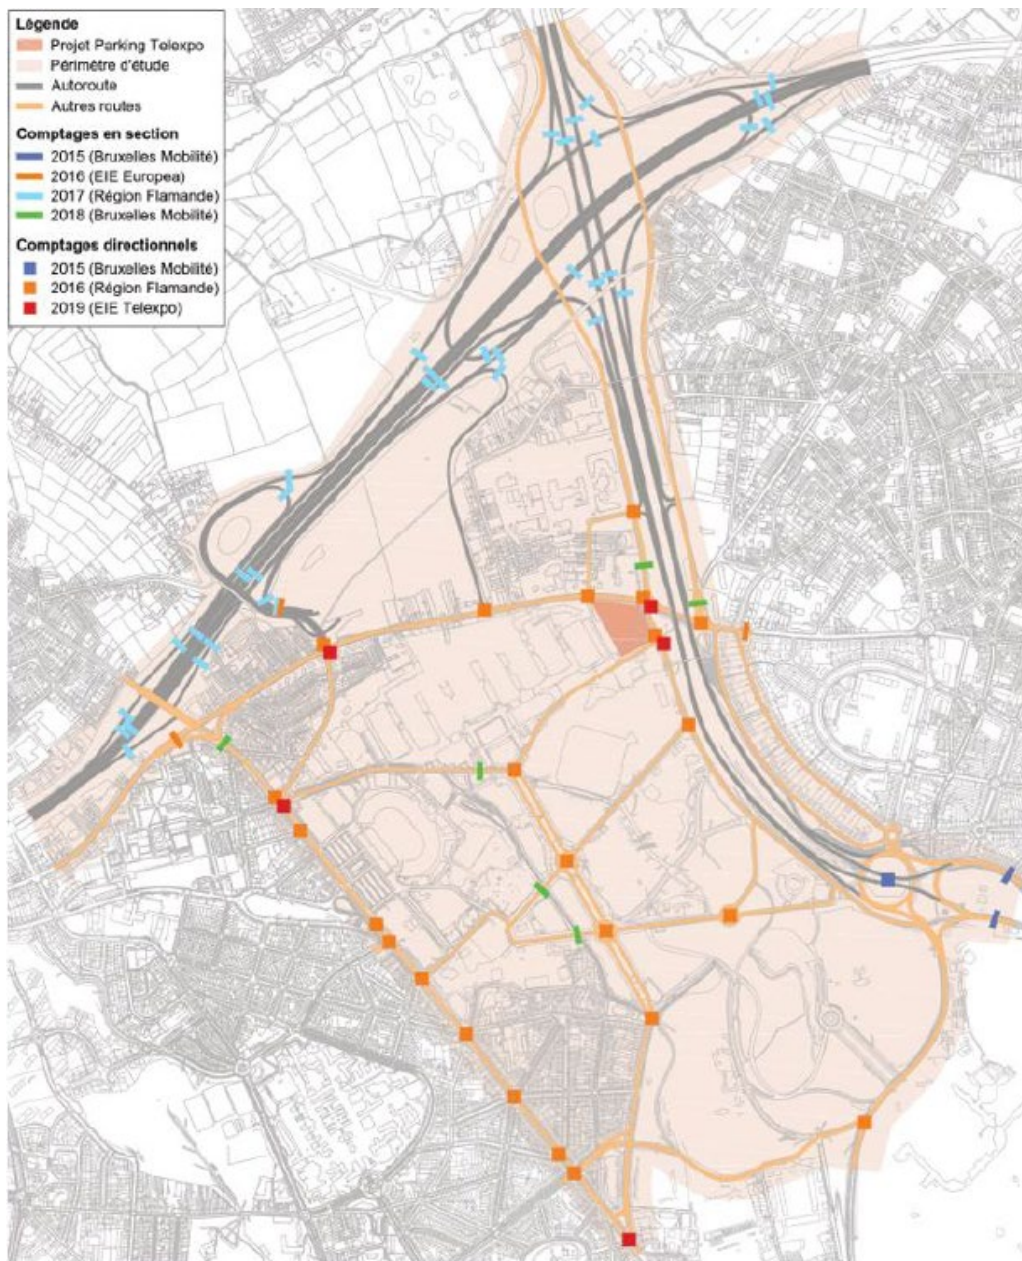 Légende
Projet Parking Telexpo
Périmètre d'étude
Autoroute
Autres routes
Comptages en section
2015 (Bruxelles Mobilité)
2016 (EIE Europea)
2017 (Région Flamande)
2018 (Bruxelles Mobilité)
Comptages directionnels
2015 (Bruxelles Mobilité)
2016 (Région Flamande)
2019 (EIE Telexpo)